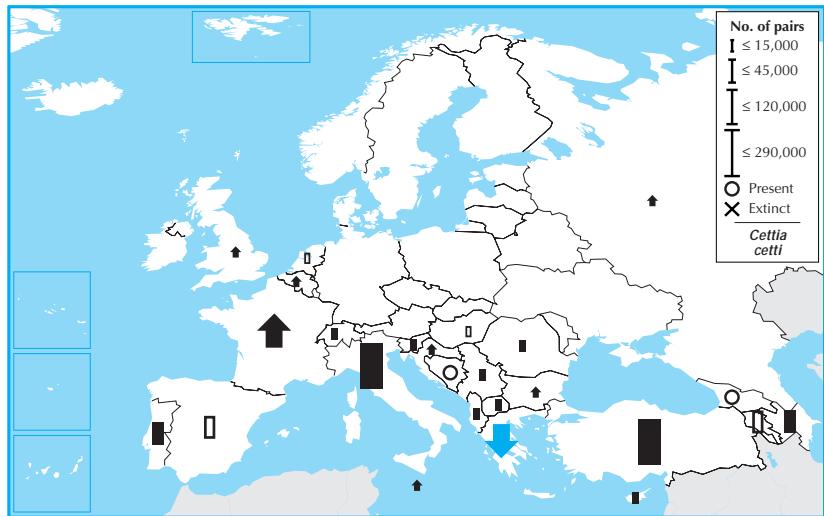 No. of pairs
≤ 15,000
≤ 45,000
≤ 120,000
≤ 290,000
Present
Extinct
Cettia
cetti